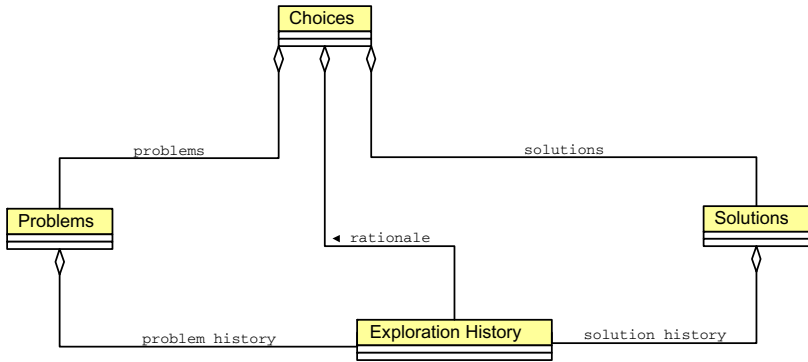 Choices
problems
solutions
Problems
Solutions
◄ rationale
Exploration History
problem history
solution history